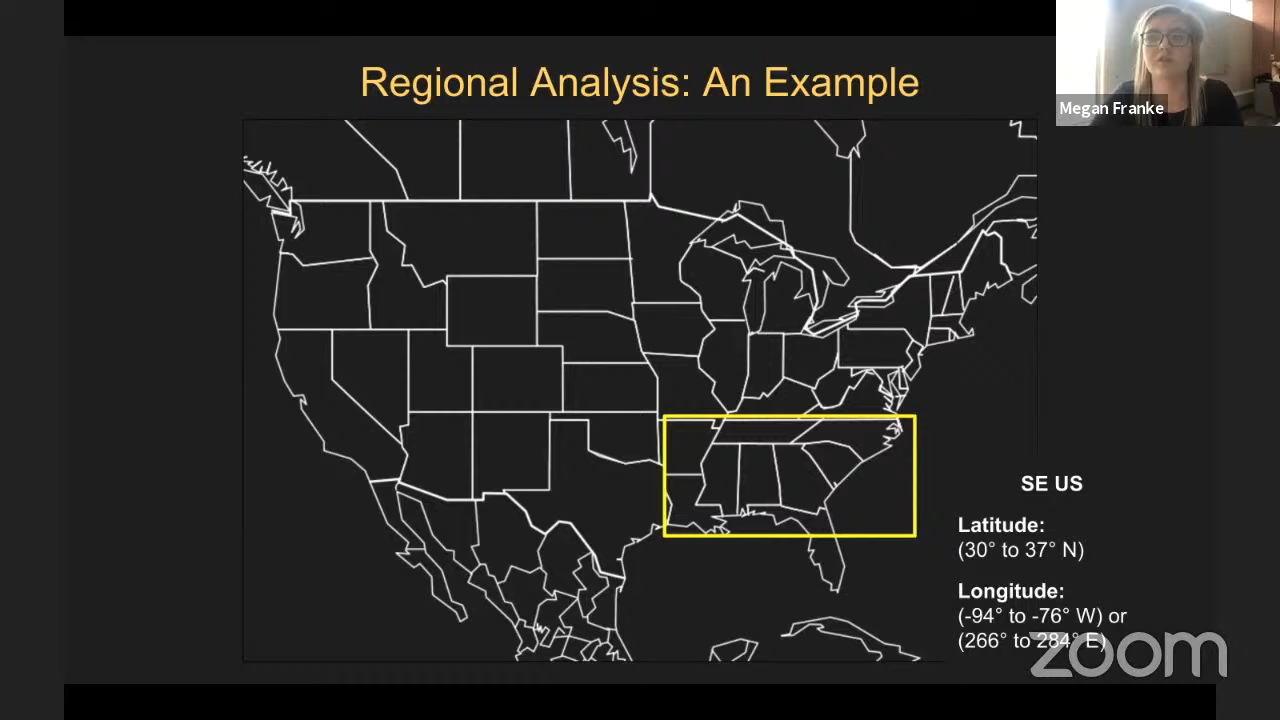 Regional Analysis: An Example
Megan Franke
SE US
Latitude:
(30° to 37° N)
Longitude:
(-94° to -76° W) or
(266° to 284° E)
zoom